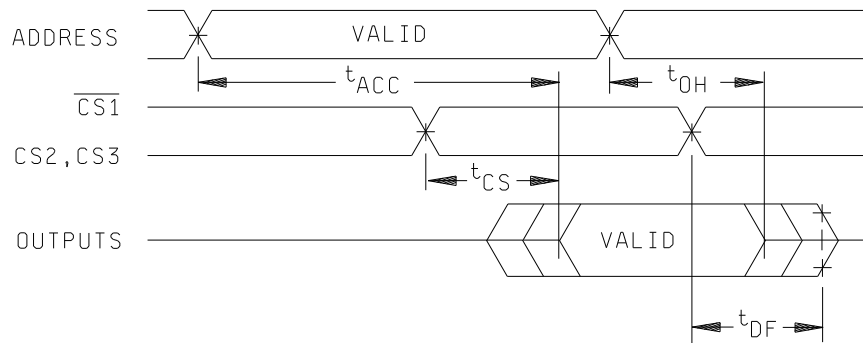 ADDRESS VALID
tACC tOH
CS1
CS2,CS3
tCS
OUTPUTS VALID
tDF